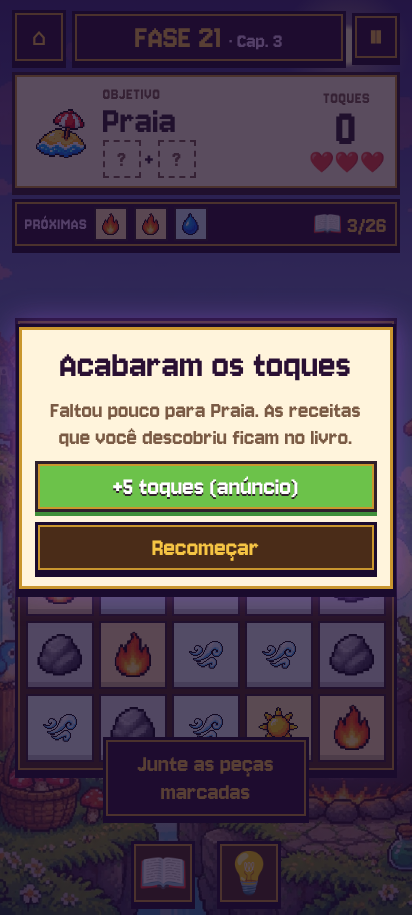 FASE 21 · Cap. 3
OBJETIVO
Praia
? + ?
TOQUES
0
PRÓXIMAS
3/26
Acabaram os toques
Faltou pouco para Praia. As receitas
que você descobriu ficam no livro.
+5 toques (anúncio)
Recomeçar
Junte as peças
marcadas